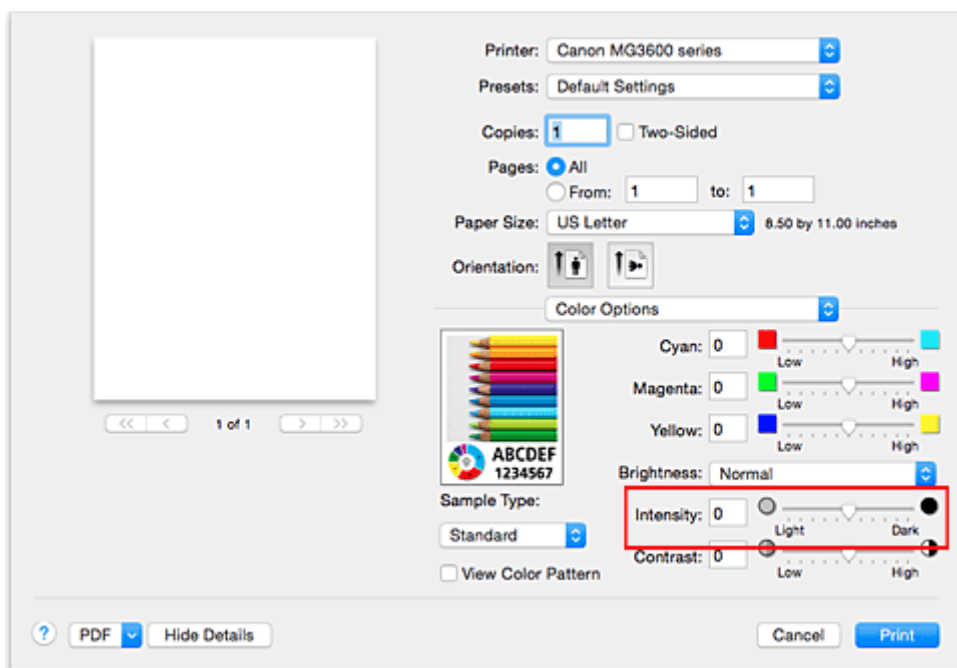 Printer: Canon MG3600 series
Presets: Default Settings
Copies: 1 Two-Sided
Pages: All
From: 1 to: 1
Paper Size: US Letter 8.50 by 11.00 inches
Orientation:
Color Options
Cyan: 0
Low High
Magenta: 0
Low High
Yellow: 0
Low High
ABCDEF
1234567
Brightness: Normal
Sample Type:
Intensity: 0
Light Dark
Standard
Contrast: 0
Low High
View Color Pattern
<< < 1 of 1 > >>
? PDF Hide Details Cancel Print